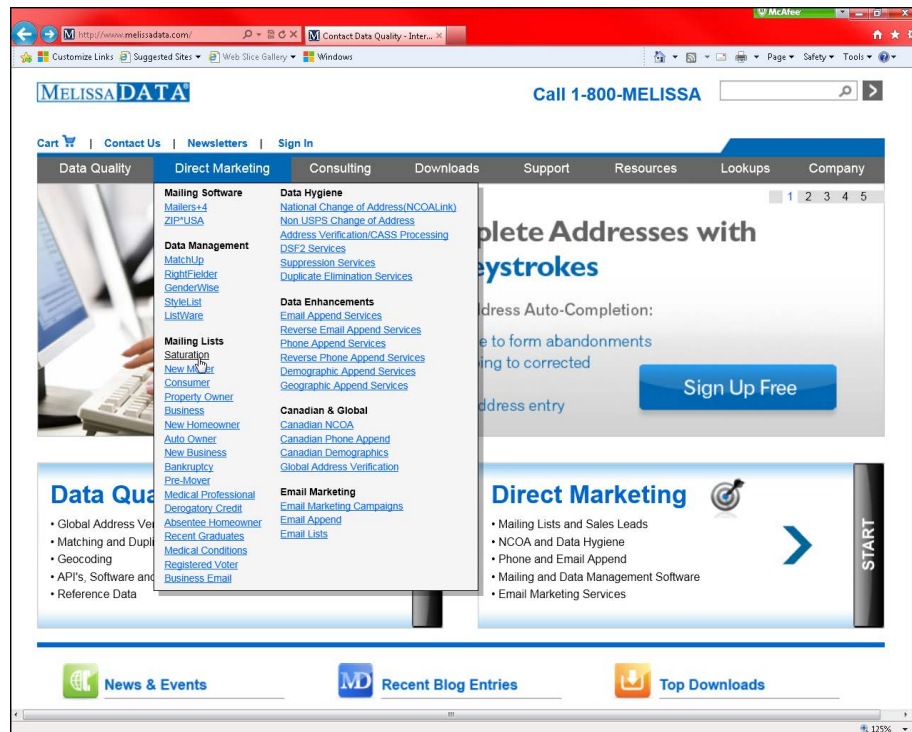 McAfee
http://www.melissadata.com/
Contact Data Quality - Inter...
Customize Links Suggested Sites Web Slice Gallery Windows
Page Safety Tools
MELISSADATA®
Call 1-800-MELISSA
Cart | Contact Us | Newsletters | Sign In
Data Quality Direct Marketing Consulting Downloads Support Resources Lookups Company
Mailing Software
Mailers+4
ZIP*USA
Data Management
MatchUp
RightFielder
GenderWise
StyleList
ListWare
Mailing Lists
Saturation
New
Consumer
Property Owner
Business
New Homeowner
Auto Owner
New Business
Bankruptcy
Pre-Mover
Medical Professional
Derogatory Credit
Absentee Homeowner
Recent Graduates
Medical Conditions
Registered Voter
Business Email
Data Hygiene
National Change of Address(NCOALink)
Non USPS Change of Address
Address Verification/CASS Processing
DSF2 Services
Suppression Services
Duplicate Elimination Services
Data Enhancements
Email Append Services
Reverse Email Append Services
Phone Append Services
Reverse Phone Append Services
Demographic Append Services
Geographic Append Services
Canadian & Global
Canadian NCOA
Canadian Phone Append
Canadian Demographics
Global Address Verification
Email Marketing
Email Marketing Campaigns
Email Append
Email Lists
1 2 3 4 5
plete Addresses with
eystrokes
dress Auto-Completion:
e to form abandonments
ing to corrected
ddress entry
Sign Up Free
Data Qua
• Global Address Ver
• Matching and Dupli
• Geocoding
• API's, Software and
• Reference Data
Direct Marketing
• Mailing Lists and Sales Leads
• NCOA and Data Hygiene
• Phone and Email Append
• Mailing and Data Management Software
• Email Marketing Services
START
News & Events
MD Recent Blog Entries
Top Downloads
125%